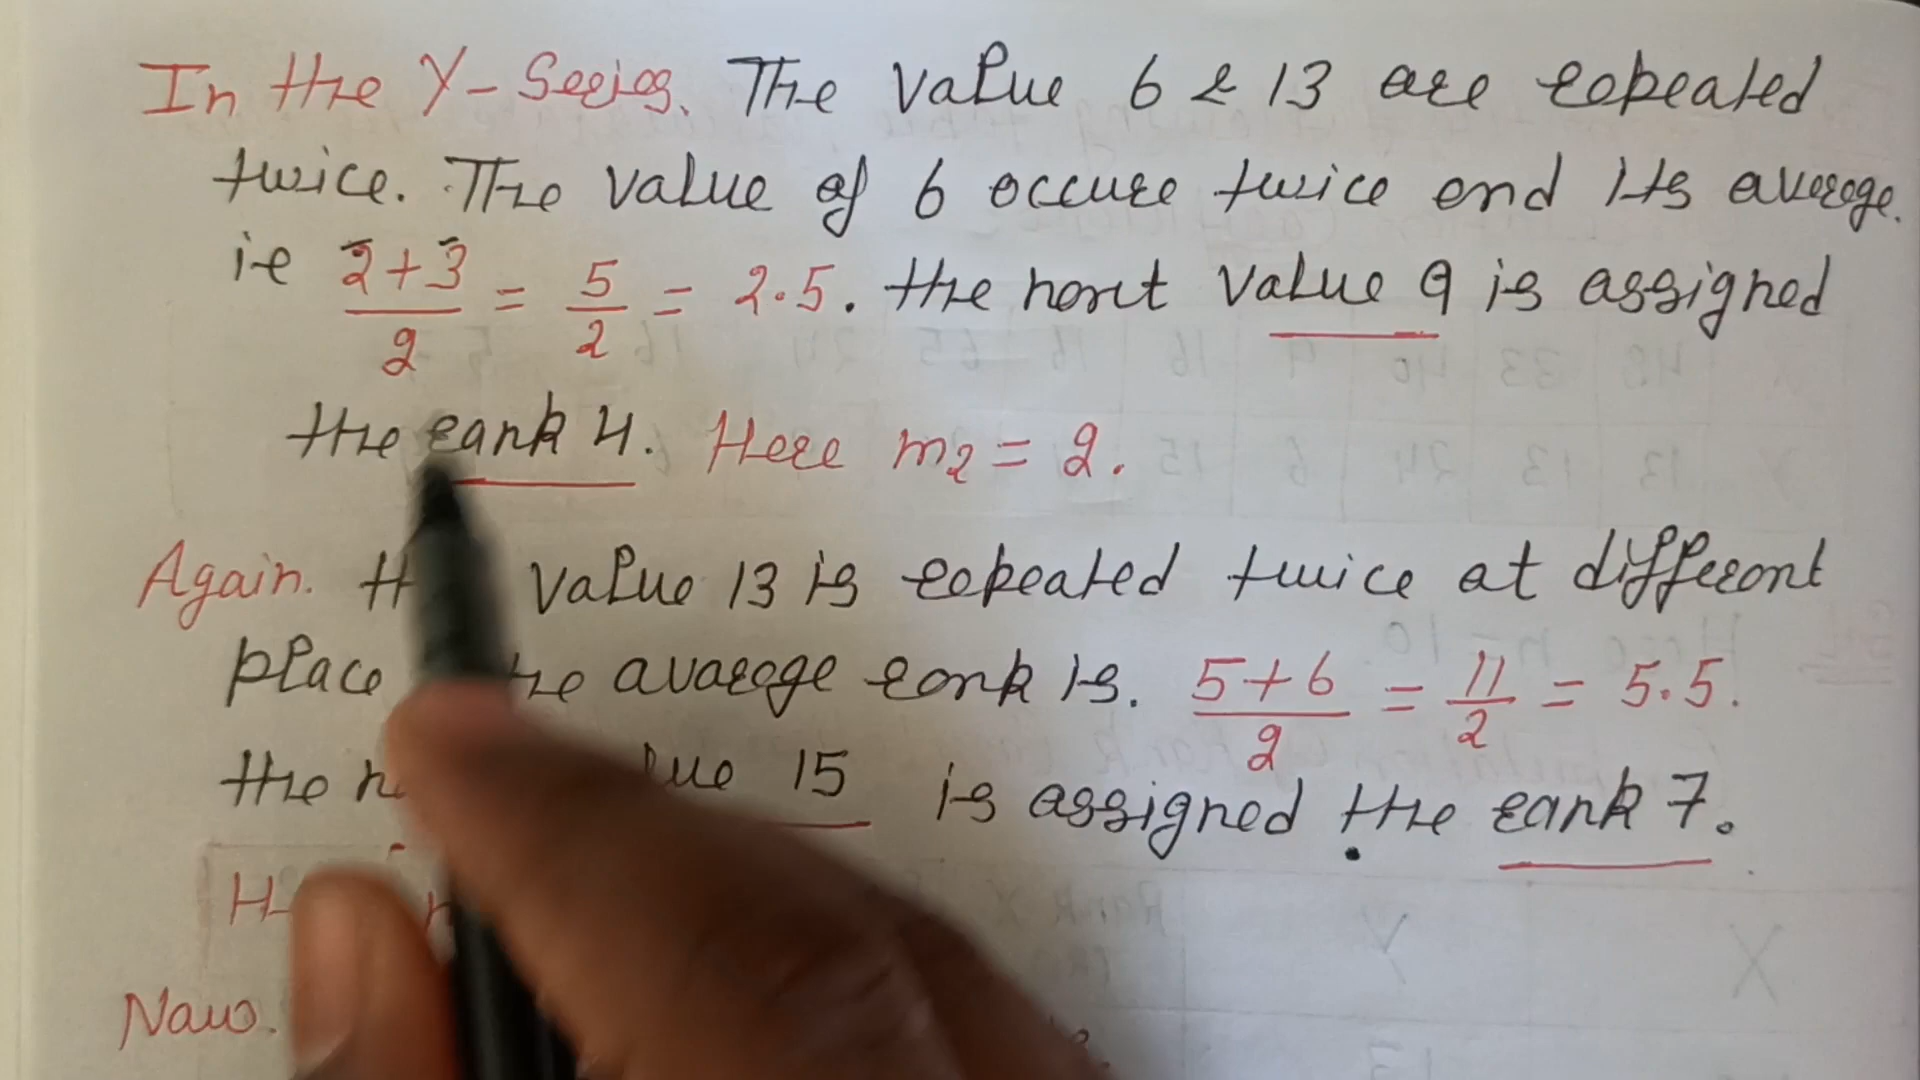 In the Y-Series. The value 6 & 13 are repeated
twice. The value of 6 occure twice and its average.
i.e 2+3/2 = 5/2 = 2.5. the next value 9 is assigned
the rank 4. Here m2 = 2.
Again. value 13 is repeated twice at different
place the avarage rank is. 5+6/2 = 11/2 = 5.5.
the 15 is assigned the rank 7.
Naw.